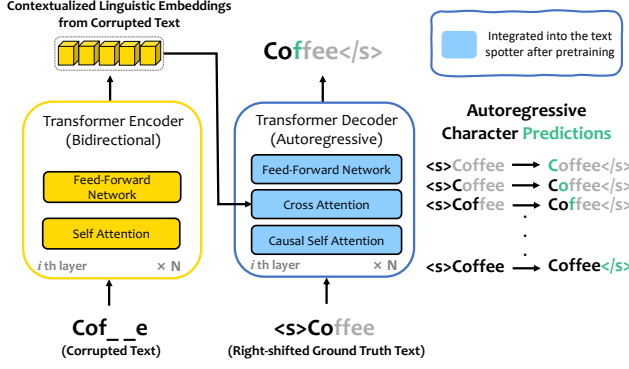 Contextualized Linguistic Embeddings
from Corrupted Text
Coffee</s>
Integrated into the text
spotter after pretraining
Transformer Encoder
(Bidirectional)
Feed-Forward
Network
Self Attention
i th layer × N
Transformer Decoder
(Autoregressive)
Feed-Forward Network
Cross Attention
Causal Self Attention
i th layer × N
Autoregressive
Character Predictions
<s>Coffee Coffee</s>
<s>Coffee Coffee</s>
<s>Coffee Coffee
.
.
.
<s>Coffee Coffee</s>
Cof_ _e
(Corrupted Text)
<s>Coffee
(Right-shifted Ground Truth Text)